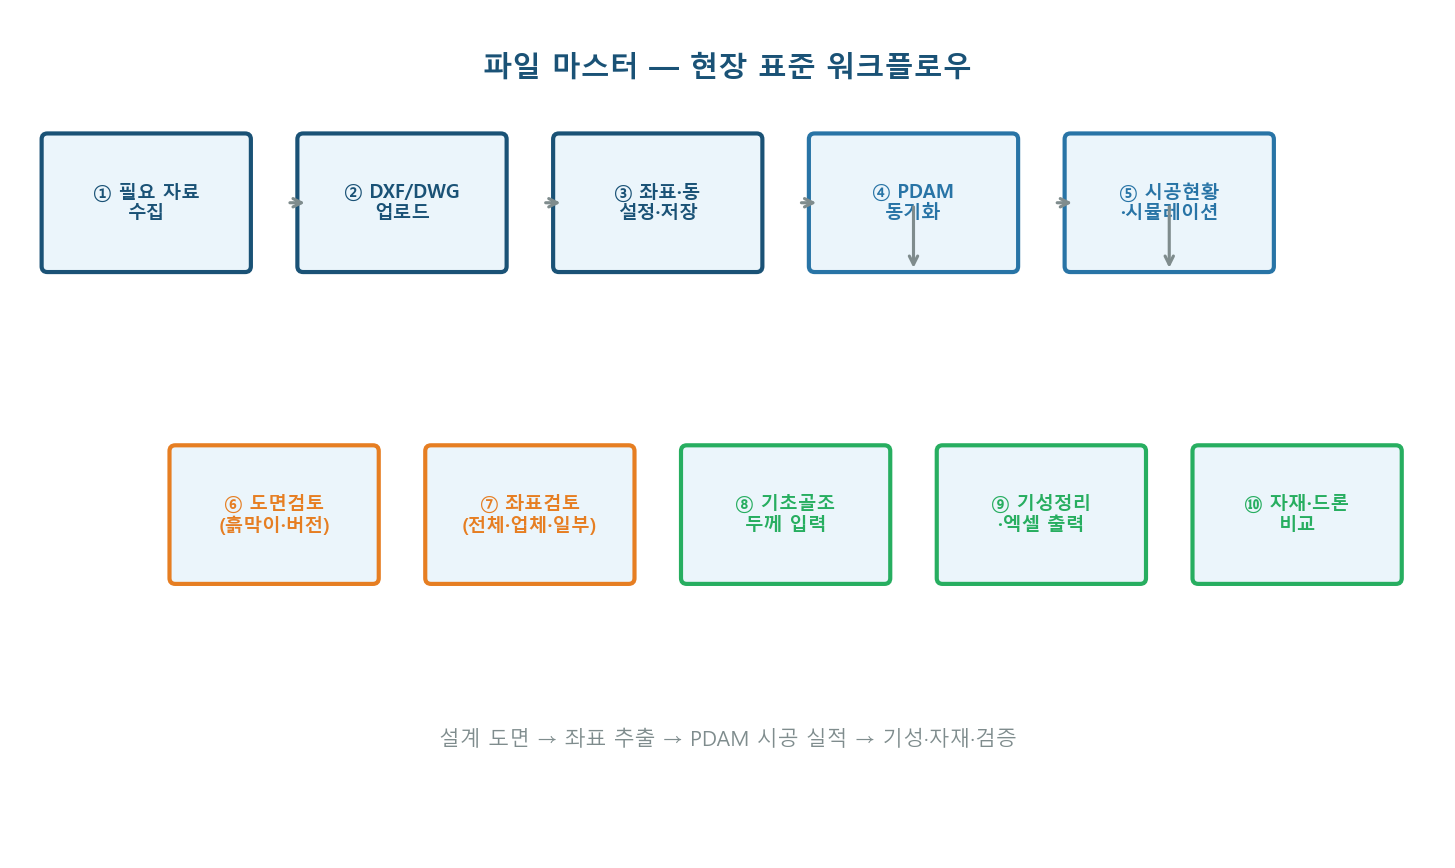 파일 마스터 — 현장 표준 워크플로우
① 필요 자료
수집
② DXF/DWG
업로드
③ 좌표·동
설정·저장
④ PDAM
동기화
⑤ 시공현황
·시뮬레이션
⑥ 도면검토
(흙막이·버전)
⑦ 좌표검토
(전체·업체·일부)
⑧ 기초골조
두께 입력
⑨ 기성정리
·엑셀 출력
⑩ 자재·드론
비교
설계 도면 → 좌표 추출 → PDAM 시공 실적 → 기성·자재·검증